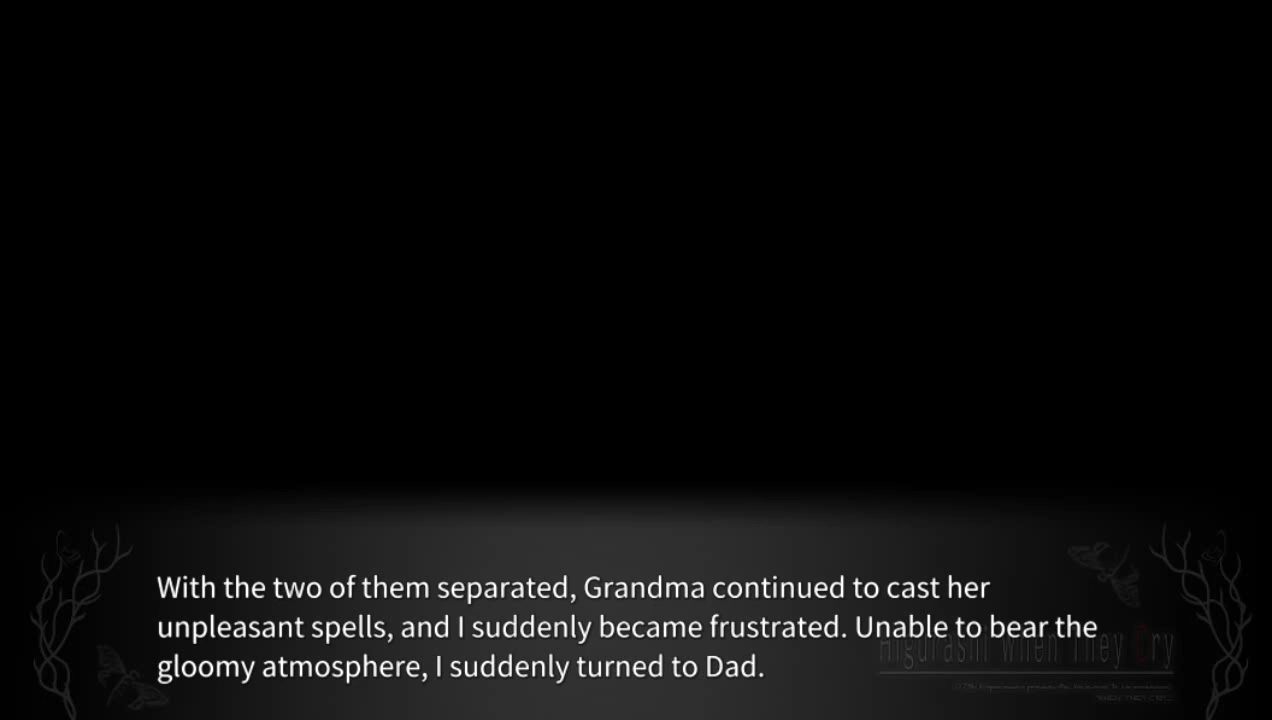 With the two of them separated, Grandma continued to cast her
unpleasant spells, and I suddenly became frustrated. Unable to bear the
gloomy atmosphere, I suddenly turned to Dad.
Higurashi When They Cry